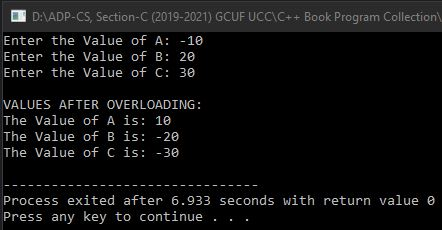 D:\ADP-CS, Section-C (2019-2021) GCUF UCC\C++ Book Program Collection\
Enter the Value of A: -10
Enter the Value of B: 20
Enter the Value of C: 30
VALUES AFTER OVERLOADING:
The Value of A is: 10
The Value of B is: -20
The Value of C is: -30
--------------------------------
Process exited after 6.933 seconds with return value 0
Press any key to continue . . .